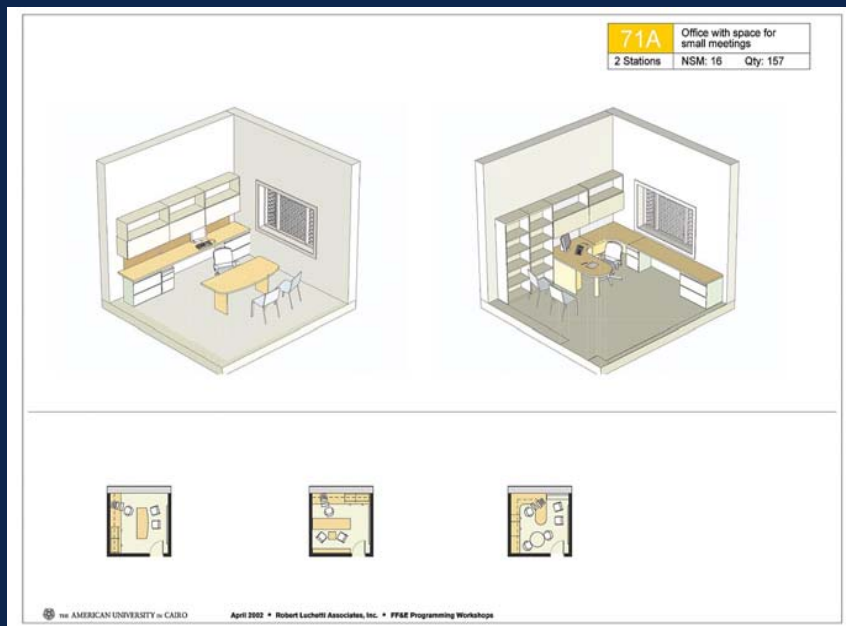 71A
Office with space for
small meetings
2 Stations
NSM: 16 Qty: 157
THE AMERICAN UNIVERSITY IN CAIRO
April 2002 • Robert Luchetti Associates, Inc. • FF&E Programming Workshops